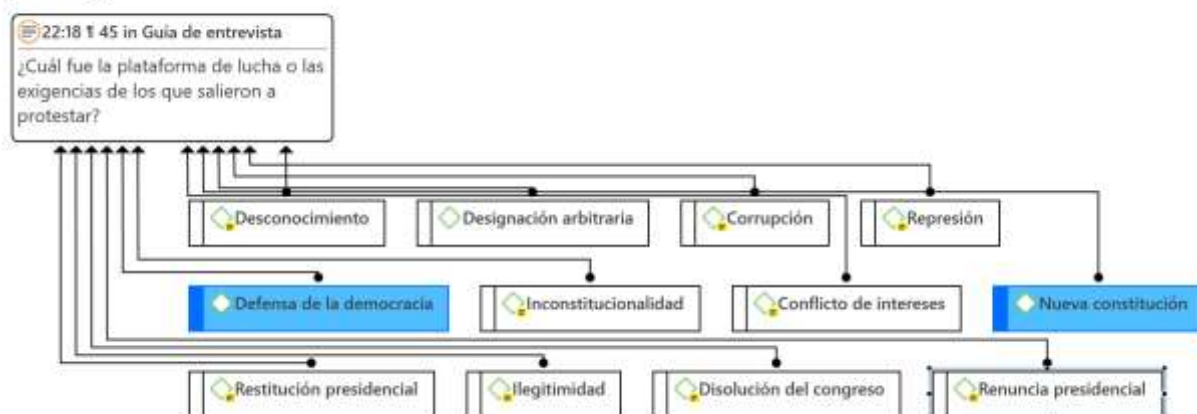 22:18 ¶ 45 in Guia de entrevista
¿Cuál fue la plataforma de lucha o las
exigencias de los que salieron a
protestar?
Desconocimiento
Designación arbitraria
Corrupción
Represión
Defensa de la democracia
Inconstitucionalidad
Conflicto de intereses
Nueva constitución
Restitución presidencial
Ilegitimidad
Disolución del congreso
Renuncia presidencial